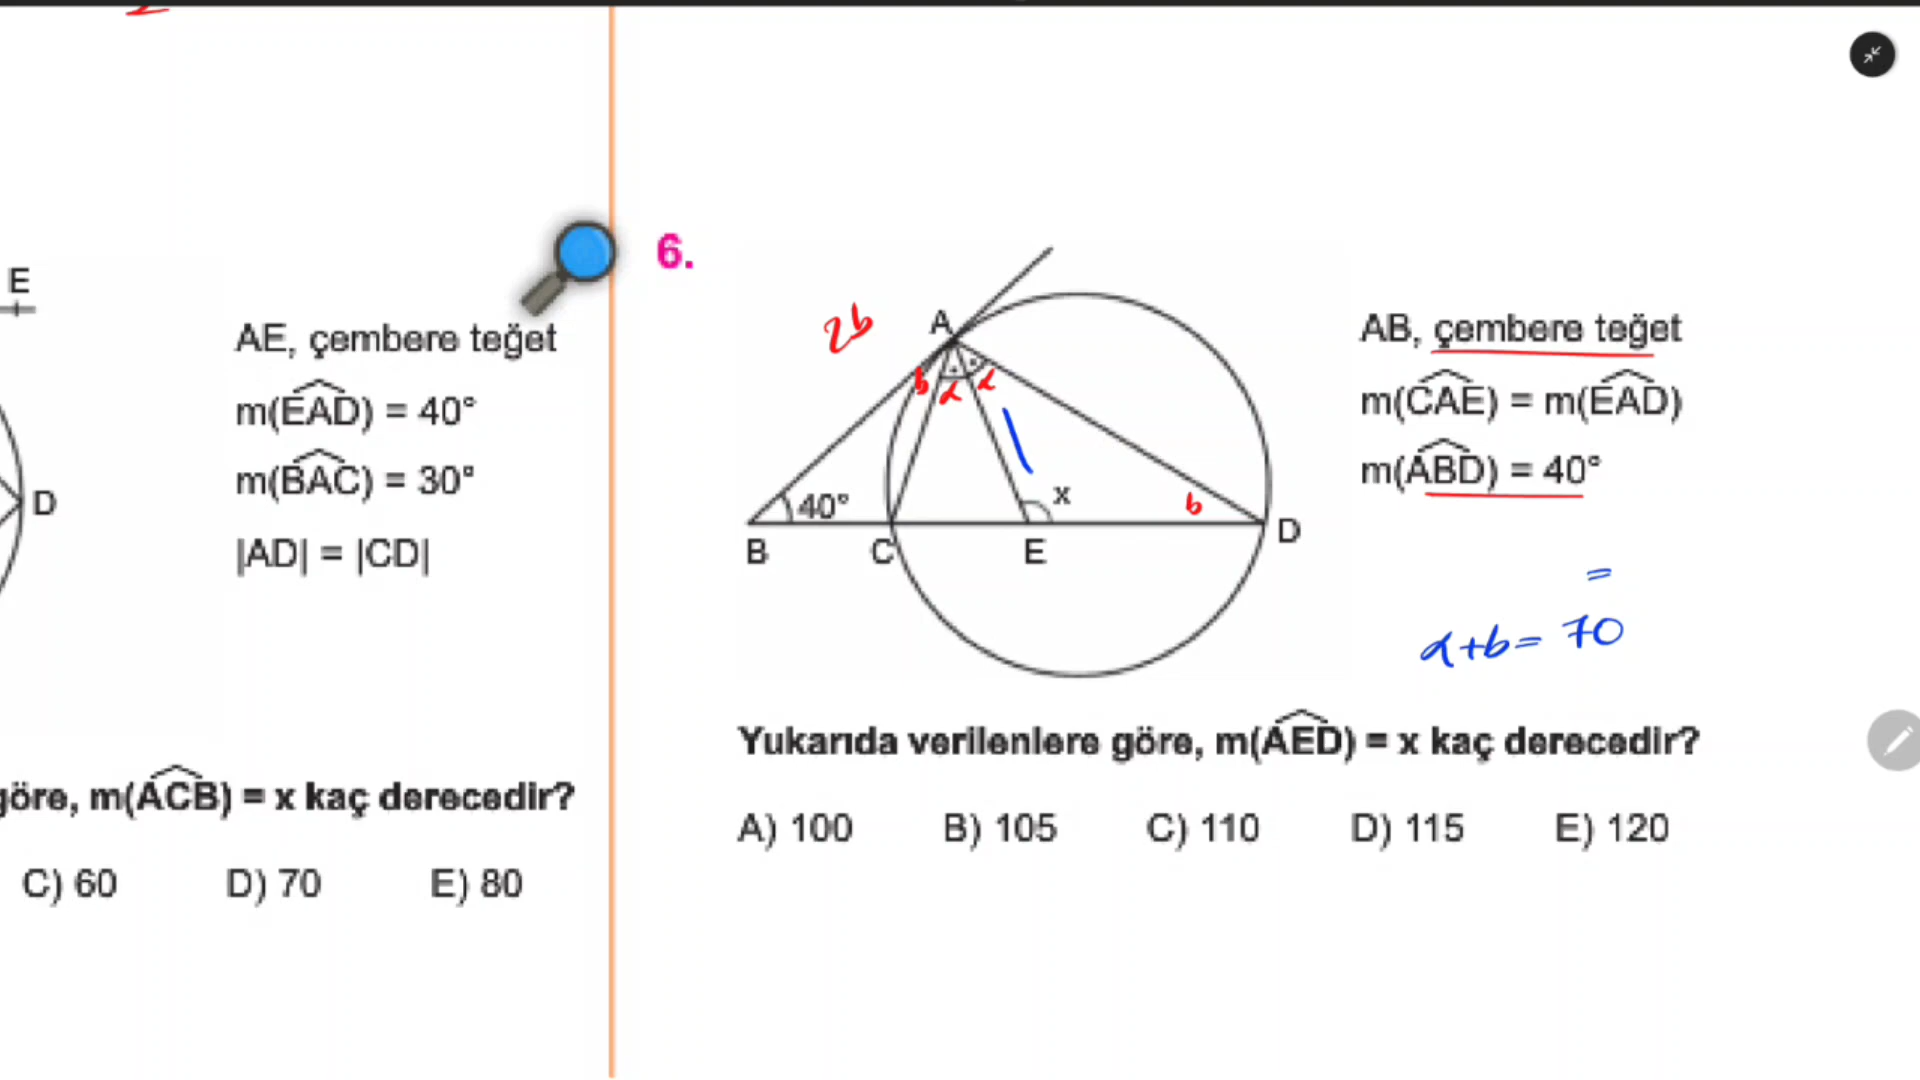 E
AE, çembere teğet
m(EAD) = 40°
m(BAC) = 30°
|AD| = |CD|
D
göre, m(ACB) = x kaç derecedir?
C) 60 D) 70 E) 80
6.
2b
A
b α α
40°
x
b
B C E D
AB, çembere teğet
m(CAE) = m(EAD)
m(ABD) = 40°
=
α+b= 70
Yukarıda verilenlere göre, m(AED) = x kaç derecedir?
A) 100 B) 105 C) 110 D) 115 E) 120